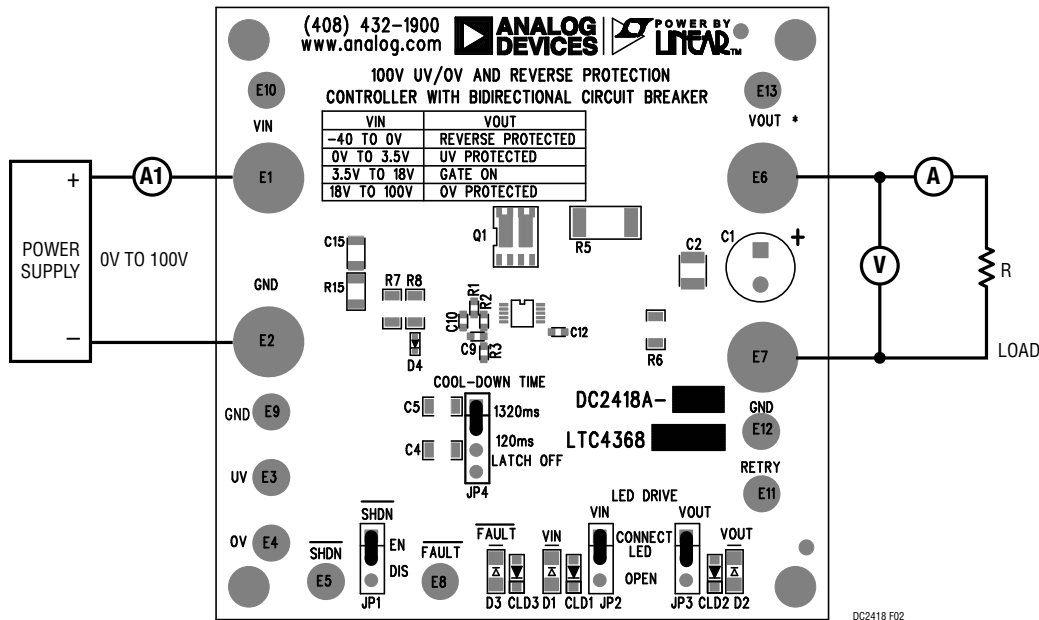 (408) 432-1900
www.analog.com
ANALOG DEVICES
POWER BY LINEAR™
100V UV/OV AND REVERSE PROTECTION
CONTROLLER WITH BIDIRECTIONAL CIRCUIT BREAKER
VIN VOUT
-40 TO 0V REVERSE PROTECTED
0V TO 3.5V UV PROTECTED
3.5V TO 18V GATE ON
18V TO 100V OV PROTECTED
E10
VIN
E13
VOUT *
+
A1
E1
E6
A
POWER SUPPLY
0V TO 100V
−
GND
E2
Q1
R5
C15
R15
R7 R8
D4
C10
R1
R2
C9
R3
C12
C2
C1
+
R6
V
R
LOAD
E7
GND
GND E9
UV E3
OV E4
COOL-DOWN TIME
C5
1320ms
C4
120ms
LATCH OFF
JP4
DC2418A-
LTC4368
E12
RETRY
E11
SHDN
E5
SHDN
EN
DIS
JP1
FAULT
E8
FAULT
D3 CLD3
LED DRIVE
VIN
D1 CLD1
VIN
CONNECT LED
OPEN
JP2
VOUT
JP3
CLD2 D2
VOUT
DC2418 F02